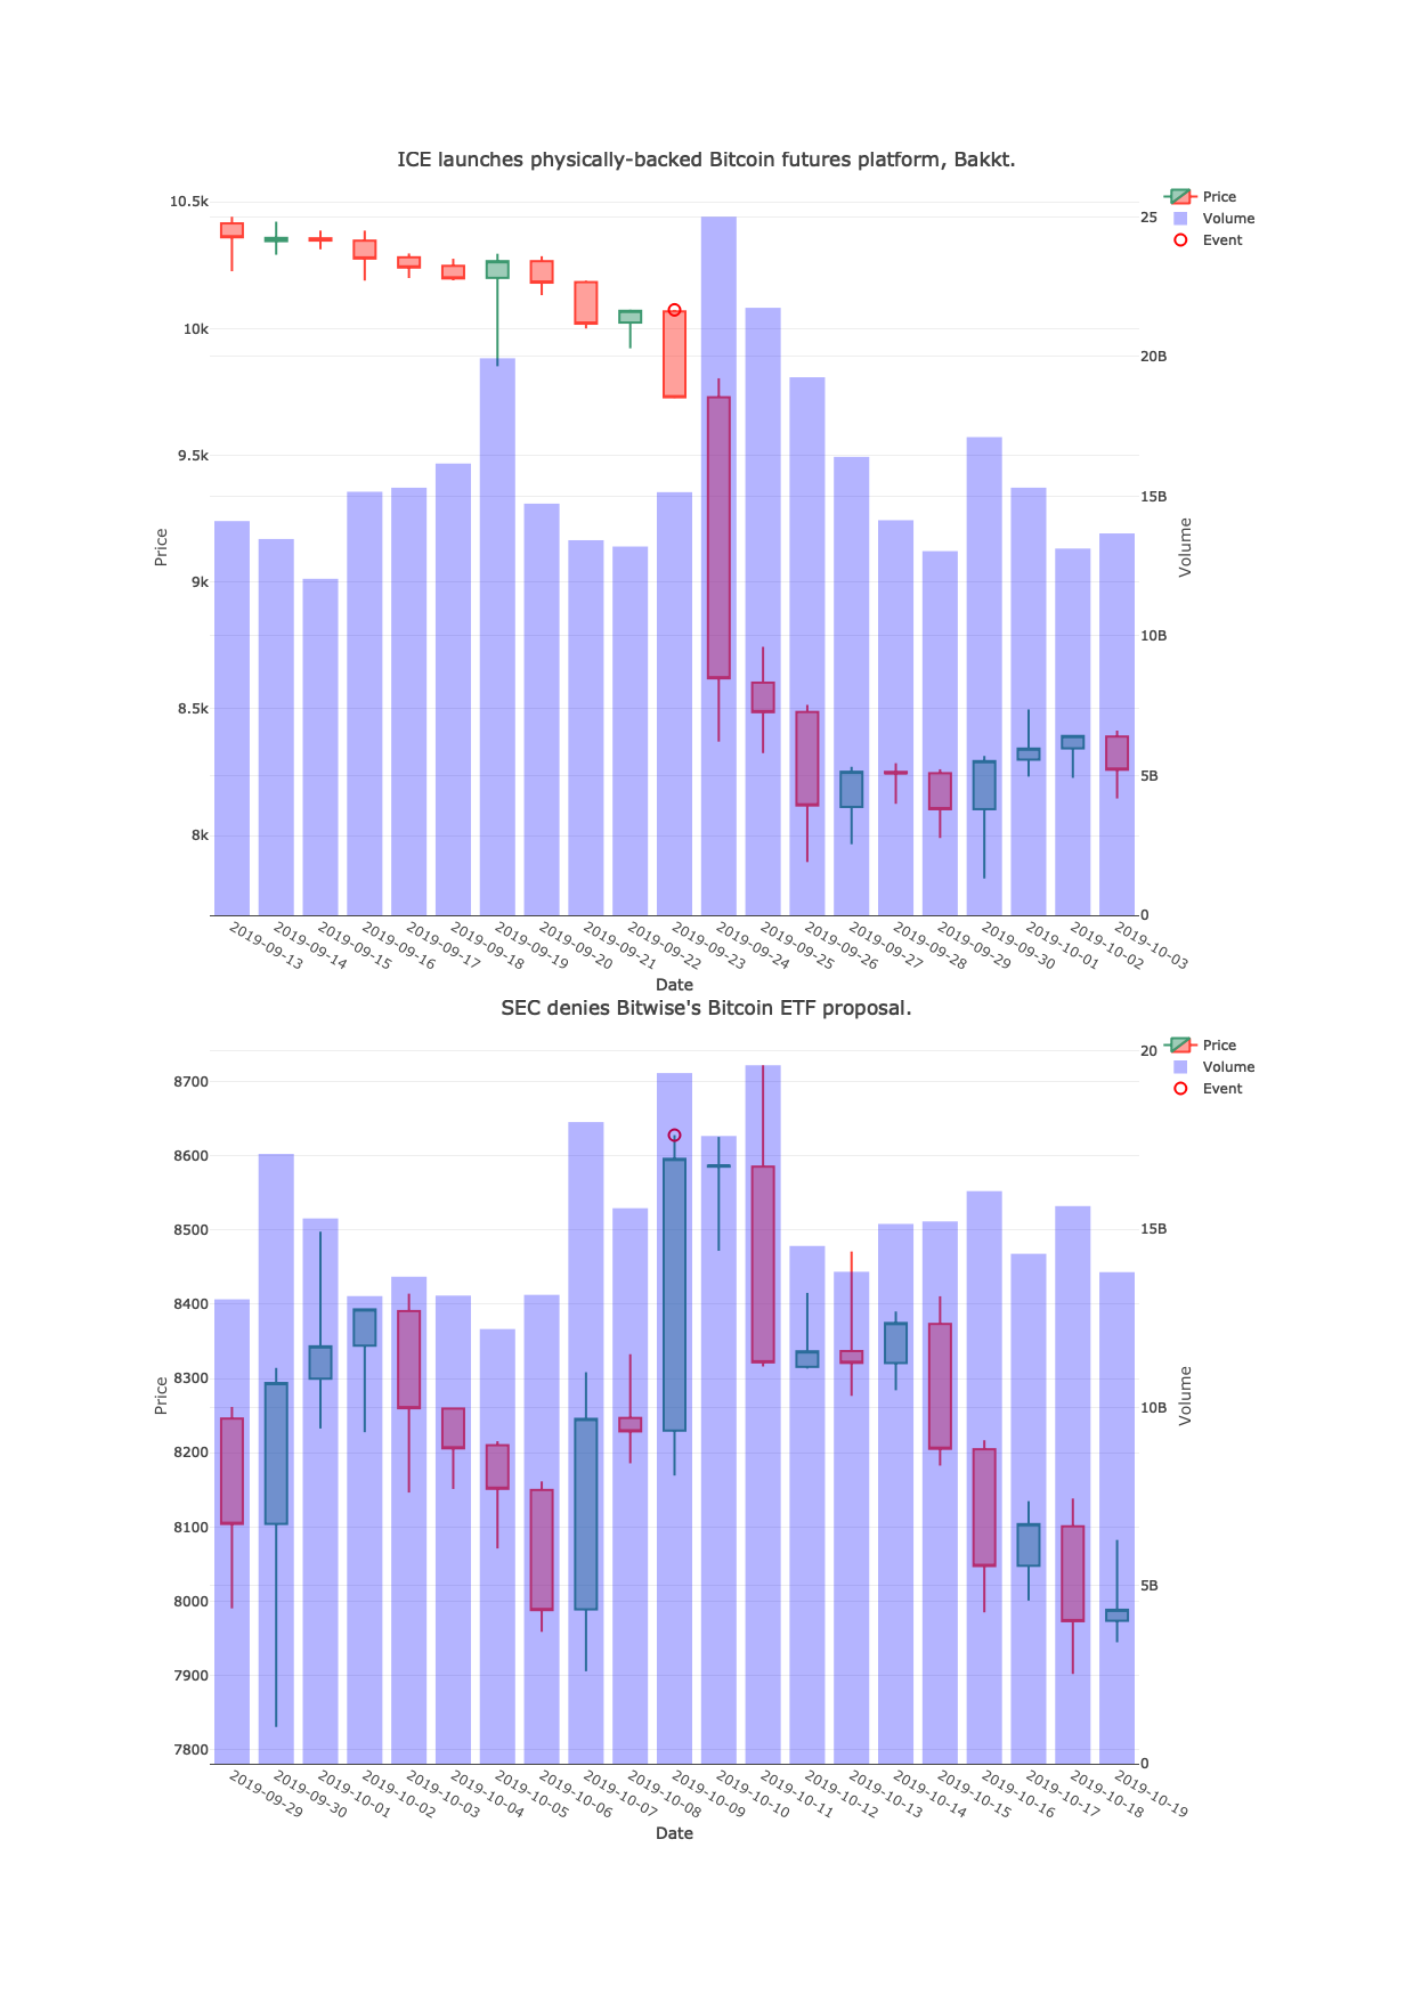 ICE launches physically-backed Bitcoin futures platform, Bakkt.
Price
Volume
Event
10.5k
10k
9.5k
9k
8.5k
8k
Price
25
20B
15B
10B
5B
0
Volume
2019-09-13
2019-09-14
2019-09-15
2019-09-16
2019-09-17
2019-09-18
2019-09-19
2019-09-20
2019-09-21
2019-09-22
2019-09-23
2019-09-24
2019-09-25
2019-09-26
2019-09-27
2019-09-28
2019-09-29
2019-09-30
2019-10-01
2019-10-02
2019-10-03
Date
SEC denies Bitwise's Bitcoin ETF proposal.
Price
Volume
Event
8700
8600
8500
8400
8300
8200
8100
8000
7900
7800
Price
20
15B
10B
5B
0
Volume
2019-09-29
2019-09-30
2019-10-01
2019-10-02
2019-10-03
2019-10-04
2019-10-05
2019-10-06
2019-10-07
2019-10-08
2019-10-09
2019-10-10
2019-10-11
2019-10-12
2019-10-13
2019-10-14
2019-10-15
2019-10-16
2019-10-17
2019-10-18
2019-10-19
Date